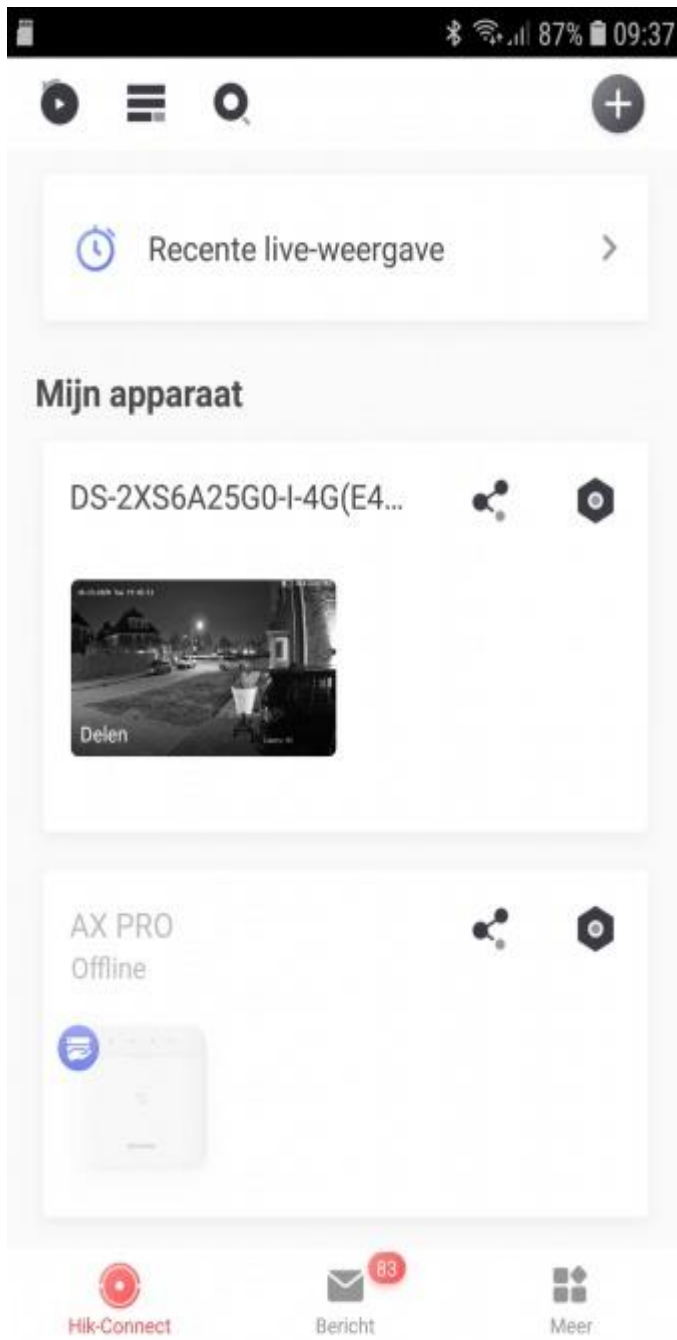 87% 09:37
Recente live-weergave
Mijn apparaat
DS-2XS6A25G0-I-4G(E4...
Delen
AX PRO
Offline
83
Hik-Connect
Bericht
Meer